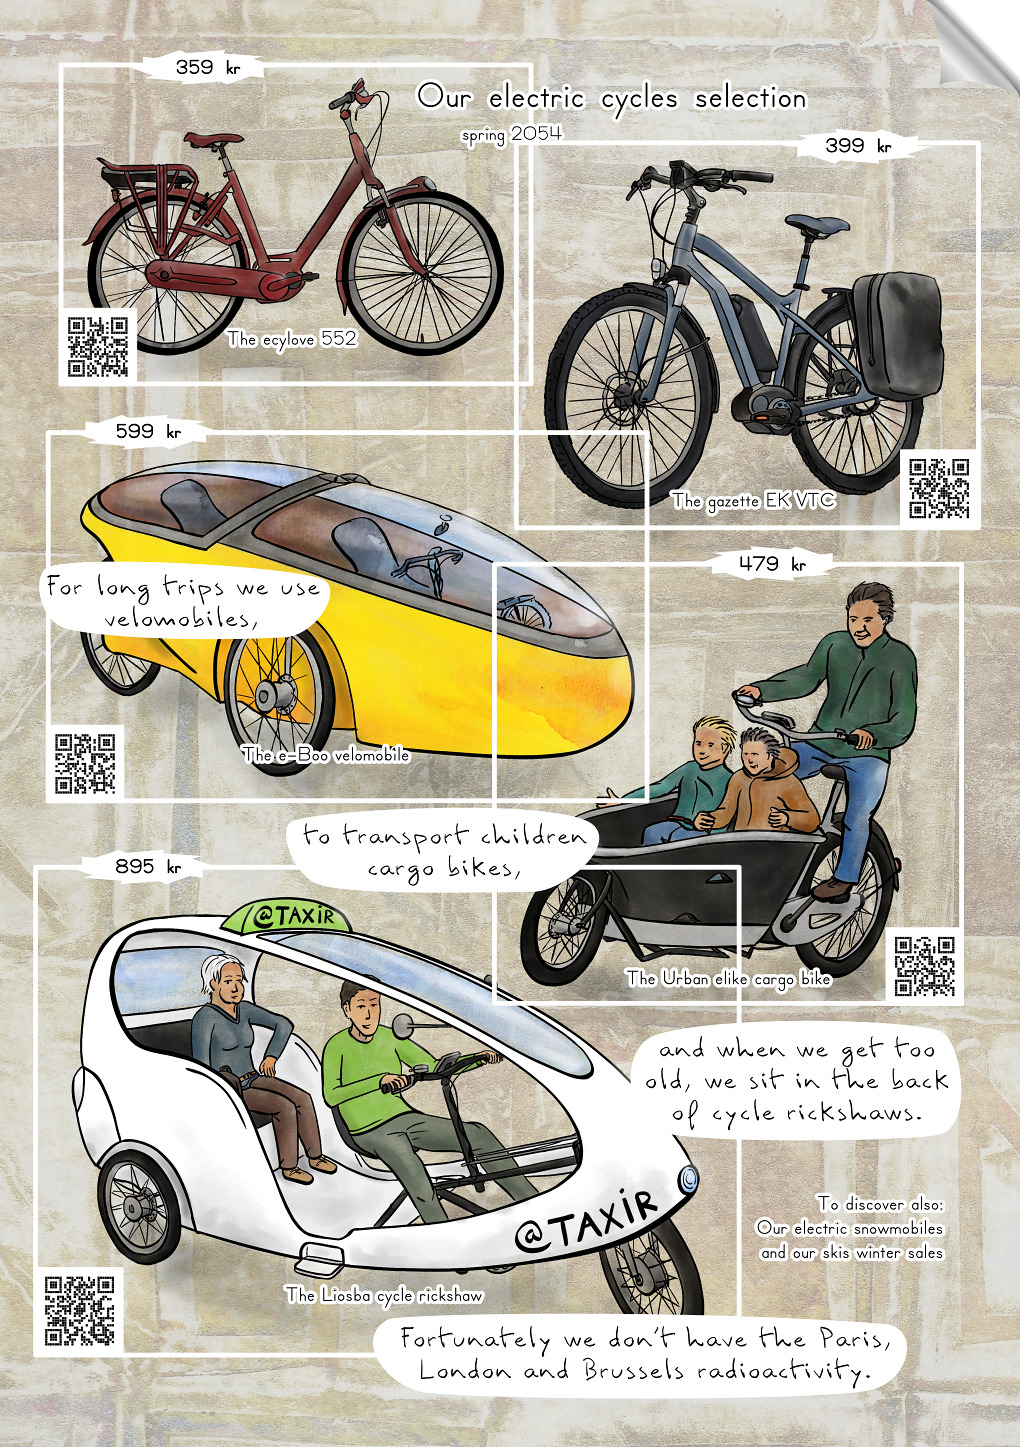 359 kr
Our electric cycles selection
spring 2054
399 kr
The ecylove 552
599 kr
The gazette EK VTC
479 kr
For long trips we use
velomobiles,
The e-Boo velomobile
to transport children
cargo bikes,
895 kr
@TAXiR
The Urban elike cargo bike
and when we get too
old, we sit in the back
of cycle rickshaws.
@TAXiR
To discover also:
Our electric snowmobiles
and our skis winter sales
The Liosba cycle rickshaw
Fortunately we don't have the Paris,
London and Brussels radioactivity.